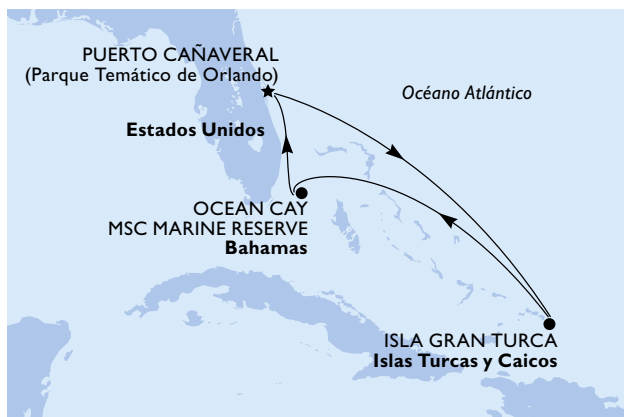 PUERTO CAÑAVERAL
(Parque Temático de Orlando)
Océano Atlántico
Estados Unidos
OCEAN CAY
MSC MARINE RESERVE
Bahamas
ISLA GRAN TURCA
Islas Turcas y Caicos